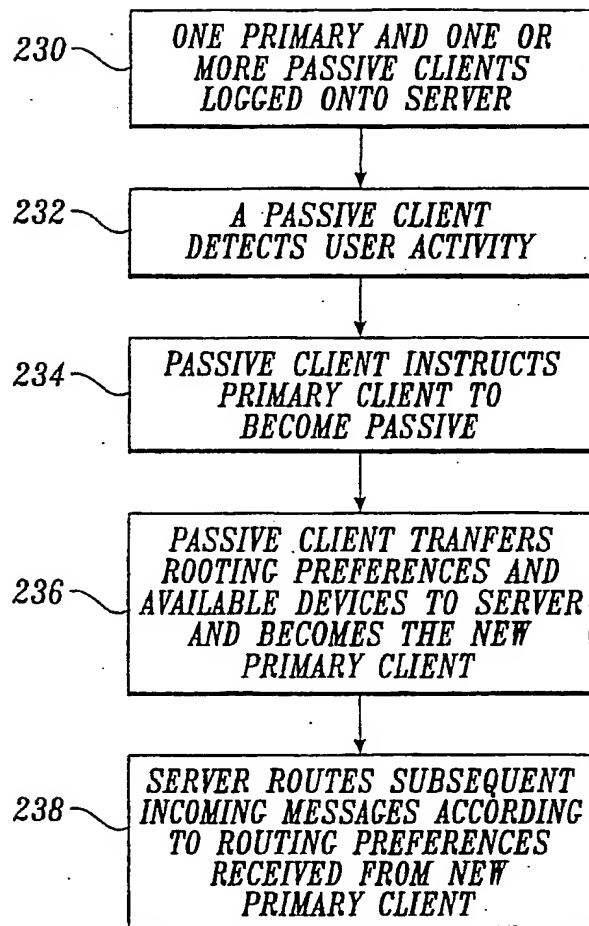 230
ONE PRIMARY AND ONE OR
MORE PASSIVE CLIENTS
LOGGED ONTO SERVER
232
A PASSIVE CLIENT
DETECTS USER ACTIVITY
234
PASSIVE CLIENT INSTRUCTS
PRIMARY CLIENT TO
BECOME PASSIVE
236
PASSIVE CLIENT TRANFERS
ROOTING PREFERENCES AND
AVAILABLE DEVICES TO SERVER
AND BECOMES THE NEW
PRIMARY CLIENT
238
SERVER ROUTES SUBSEQUENT
INCOMING MESSAGES ACCORDING
TO ROUTING PREFERENCES
RECEIVED FROM NEW
PRIMARY CLIENT